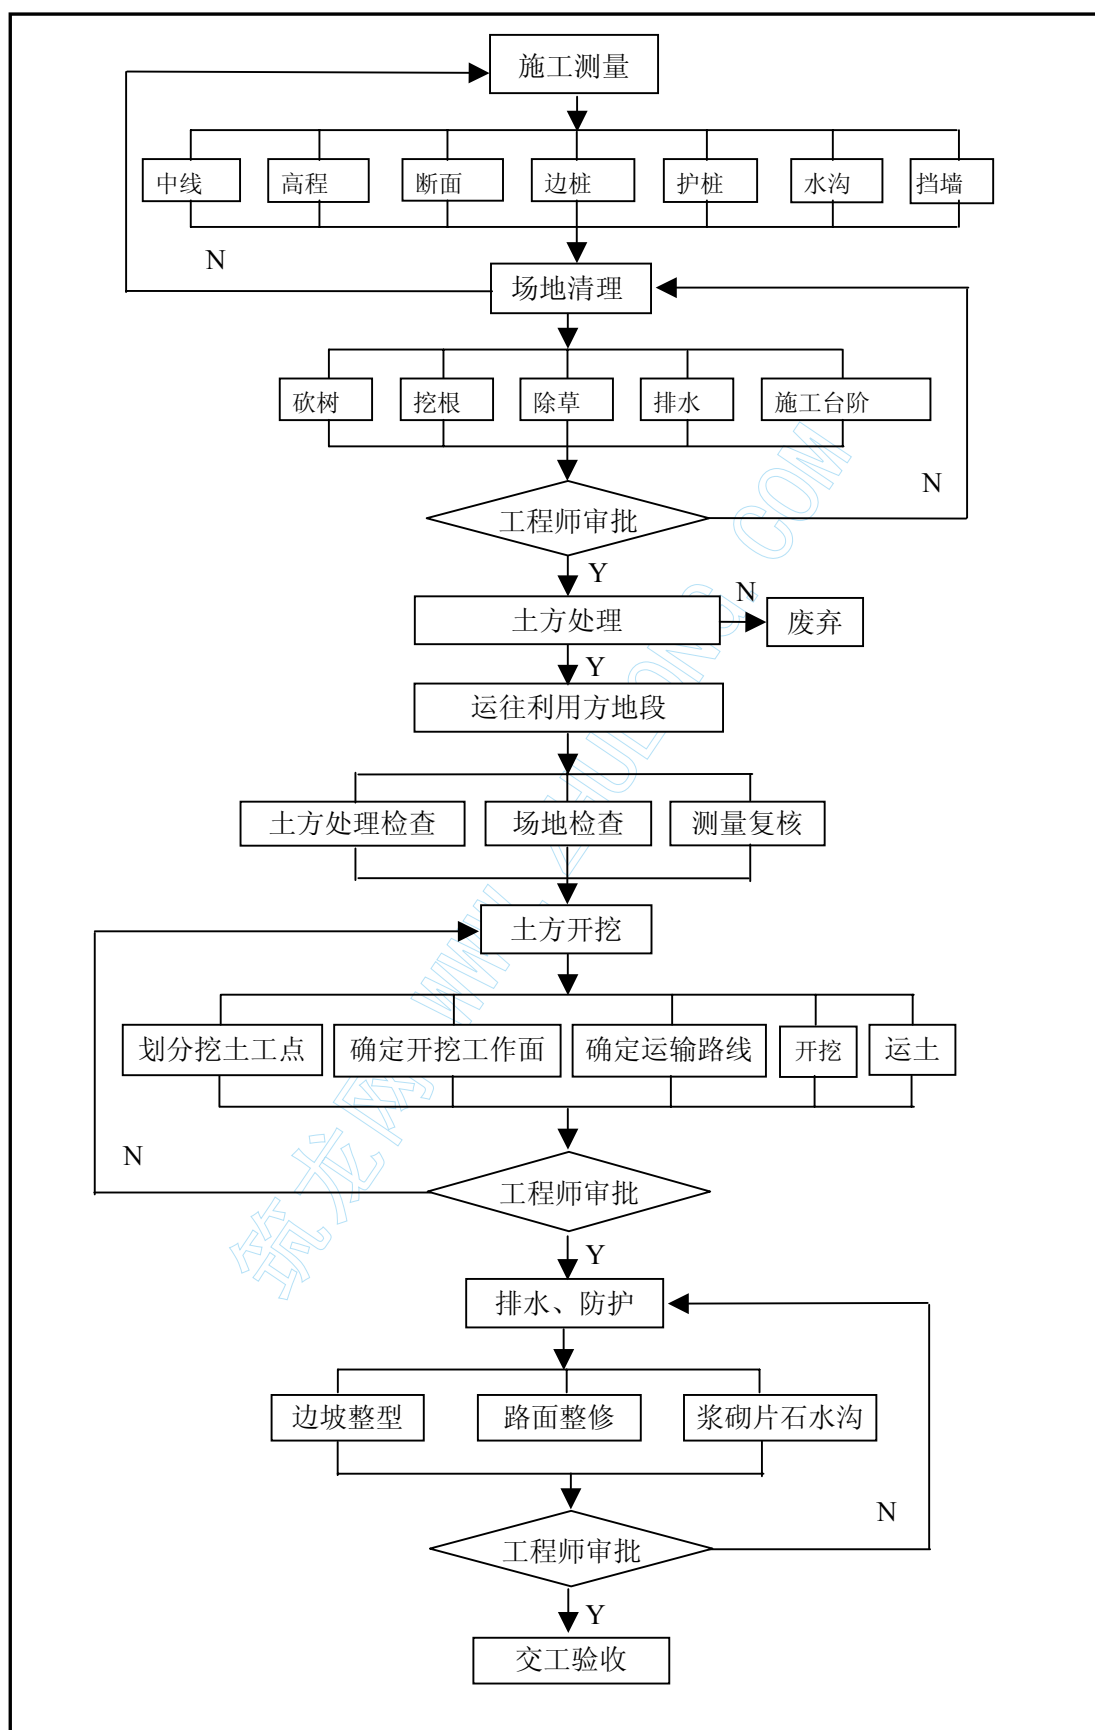 施工测量
中线 高程 断面 边桩 护桩 水沟 挡墙
N
场地清理
砍树 挖根 除草 排水 施工台阶
N
工程师审批
Y
N
土方处理 废弃
Y
运往利用方地段
土方处理检查 场地检查 测量复核
土方开挖
划分挖土工点 确定开挖工作面 确定运输路线 开挖 运土
N
工程师审批
Y
排水、防护
边坡整型 路面整修 浆砌片石水沟
N
工程师审批
Y
交工验收
筑龙网 WWW.ZHULONG.COM